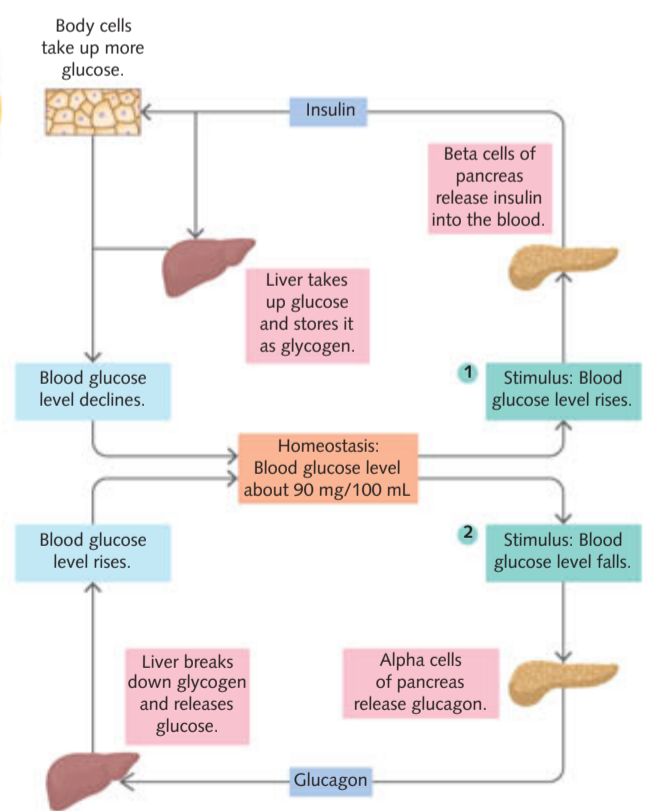 Body cells
take up more
glucose.
Insulin
Beta cells of
pancreas
release insulin
into the blood.
Liver takes
up glucose
and stores it
as glycogen.
Blood glucose
level declines.
1
Stimulus: Blood
glucose level rises.
Homeostasis:
Blood glucose level
about 90 mg/100 mL
Blood glucose
level rises.
2
Stimulus: Blood
glucose level falls.
Liver breaks
down glycogen
and releases
glucose.
Alpha cells
of pancreas
release glucagon.
Glucagon